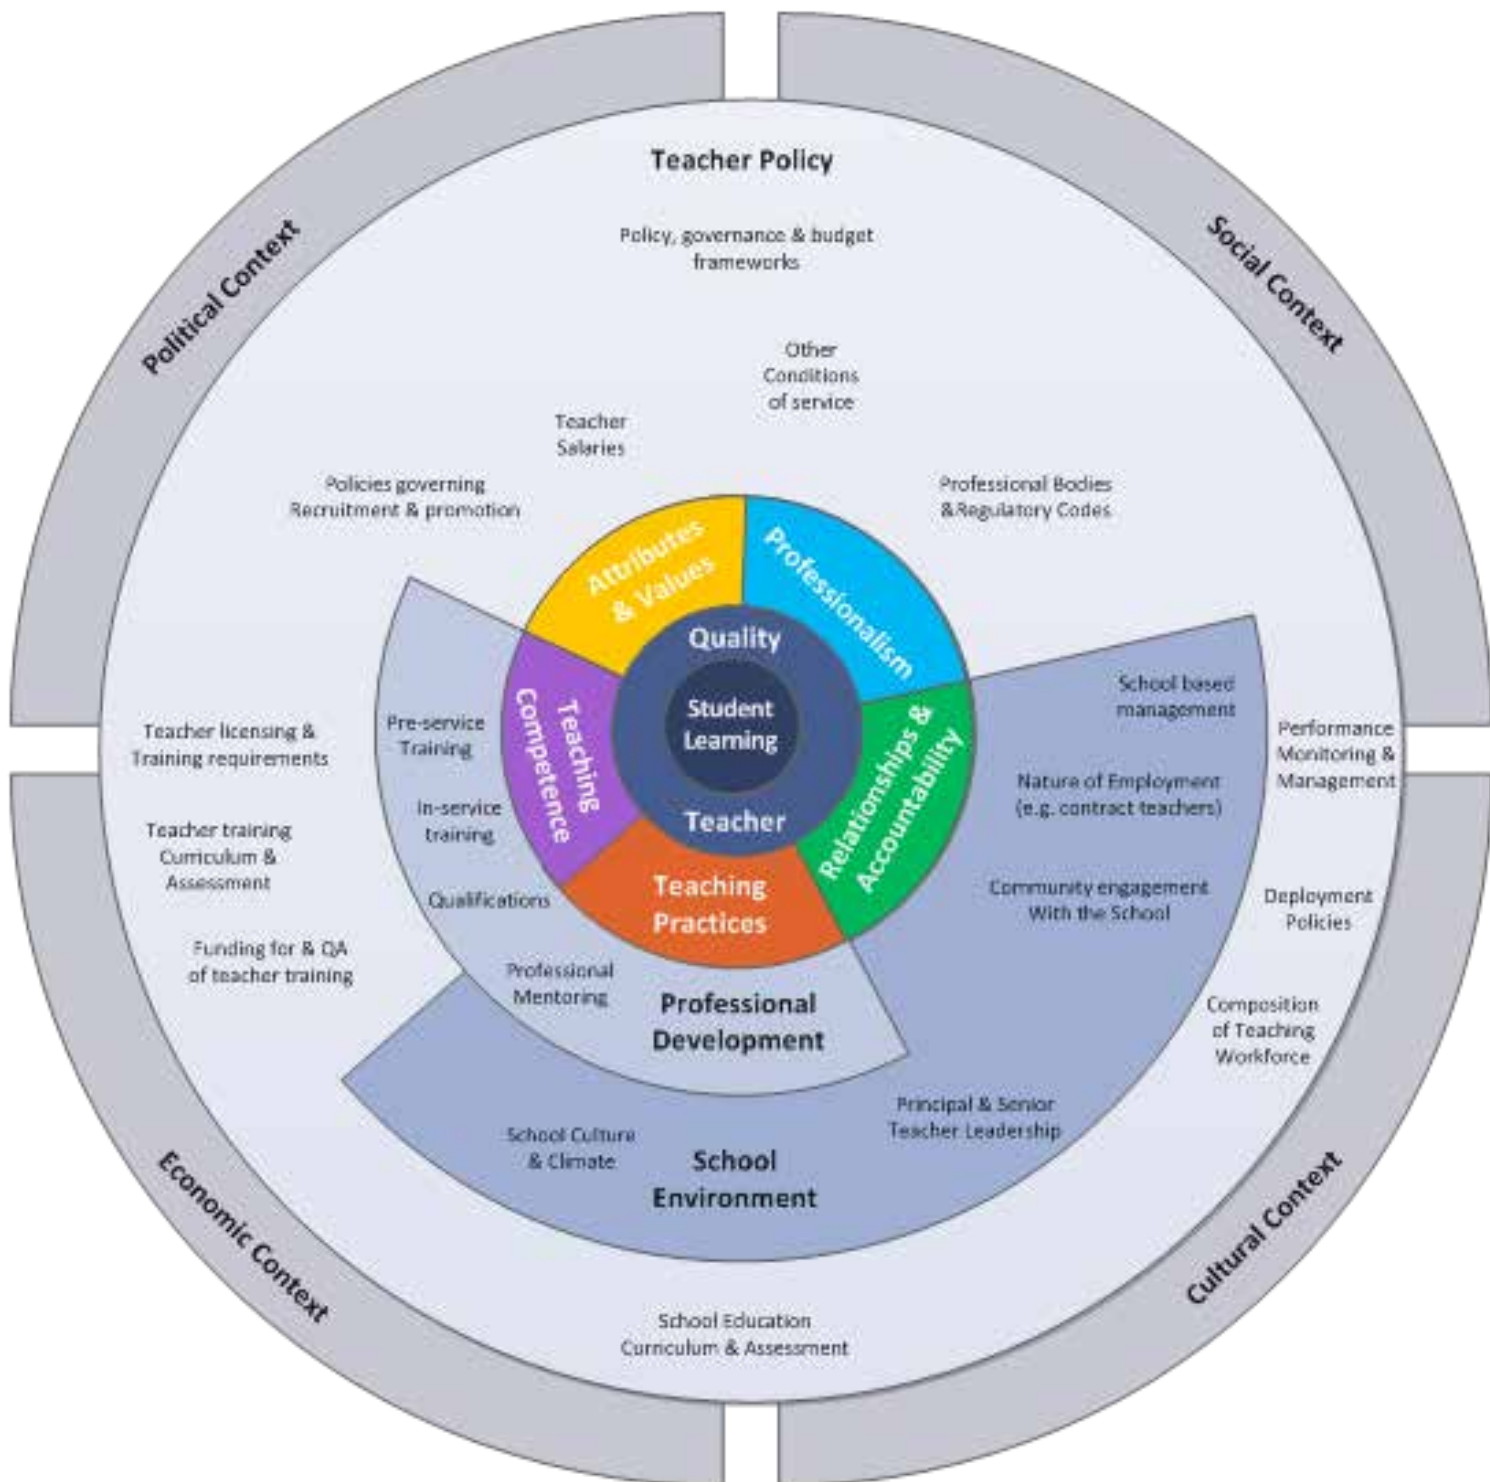 Teacher Policy
Policy, governance & budget
frameworks
Political Context
Social Context
Other
Conditions
of service
Teacher
Salaries
Policies governing
Recruitment & promotion
Professional Bodies
&Regulatory Codes
Attributes
& Values
Professionalism
Quality
Student
Learning
Teacher
Teaching
Competence
Relationships &
Accountability
Teaching
Practices
Teacher licensing &
Training requirements
Pre-service
Training
School based
management
Performance
Monitoring &
Management
Nature of Employment
(e.g. contract teachers)
In-service
training
Teacher training
Curriculum &
Assessment
Qualifications
Community engagement
With the School
Deployment
Policies
Funding for & QA
of teacher training
Professional
Mentoring
Professional
Development
Composition
of Teaching
Workforce
Principal & Senior
Teacher Leadership
School Culture
& Climate
School
Environment
Economic Context
Cultural Context
School Education
Curriculum & Assessment